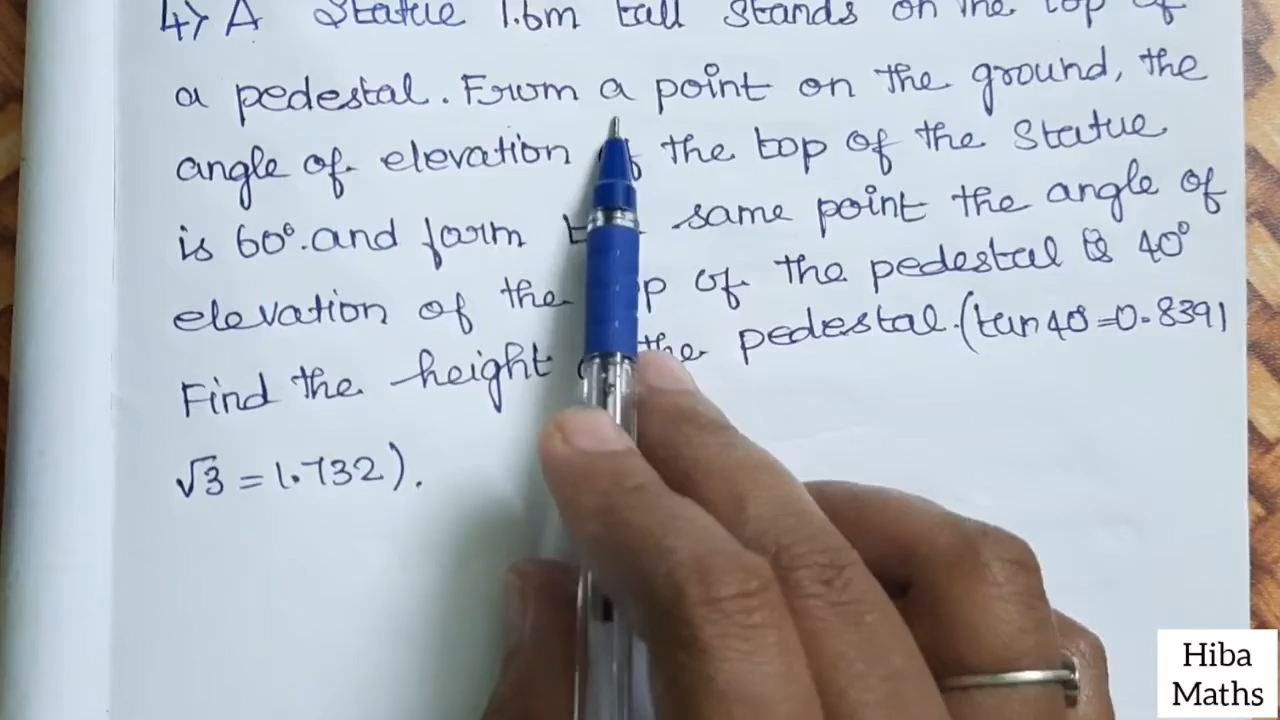 4) A Statue 1.6m tall stands on the top of
a pedestal. From a point on the ground, the
angle of elevation of the top of the Statue
is 60°. and form same point the angle of
elevation of the top of the pedestal is 40°
Find the height the pedestal. (tan 40 = 0.8391
√3 = 1.732).
Hiba
Maths